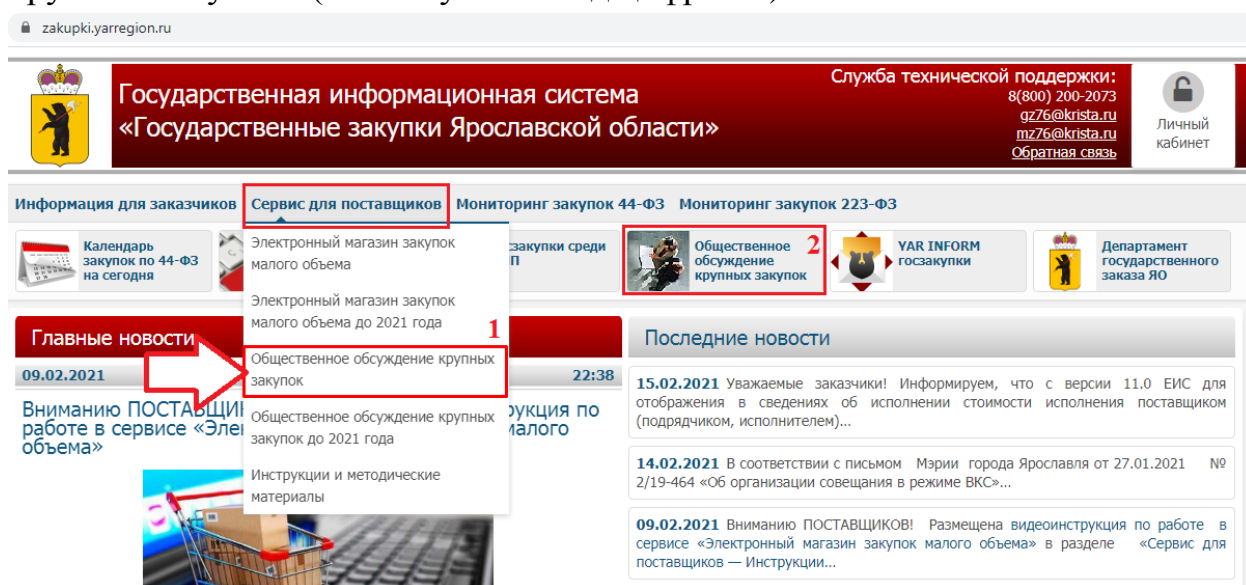 zakupki.yarregion.ru
Государственная информационная система
«Государственные закупки Ярославской области»
Служба технической поддержки:
8(800) 200-2073
gz76@krista.ru
mz76@krista.ru
Обратная связь
Личный
кабинет
Информация для заказчиков Сервис для поставщиков Мониторинг закупок 44-ФЗ Мониторинг закупок 223-ФЗ
Календарь
закупок по 44-ФЗ
на сегодня
Электронный магазин закупок
малого объема
Электронный магазин закупок
малого объема до 2021 года
1
Общественное обсуждение крупных
закупок
Общественное обсуждение крупных
закупок до 2021 года
Инструкции и методические
материалы
закупки среди
Общественное
обсуждение
крупных закупок
2
YAR INFORM
госзакупки
Департамент
государственного
заказа ЯО
Главные новости
09.02.2021 22:38
Вниманию ПОСТАВЩИ рукция по
работе в сервисе «Эле малого
объема»
Последние новости
15.02.2021 Уважаемые заказчики! Информируем, что с версии 11.0 ЕИС для
отображения в сведениях об исполнении стоимости исполнения поставщиком
(подрядчиком, исполнителем)...
14.02.2021 В соответствии с письмом Мэрии города Ярославля от 27.01.2021 №
2/19-464 «Об организации совещания в режиме ВКС»...
09.02.2021 Вниманию ПОСТАВЩИКОВ! Размещена видеоинструкция по работе в
сервисе «Электронный магазин закупок малого объема» в разделе «Сервис для
поставщиков — Инструкции...